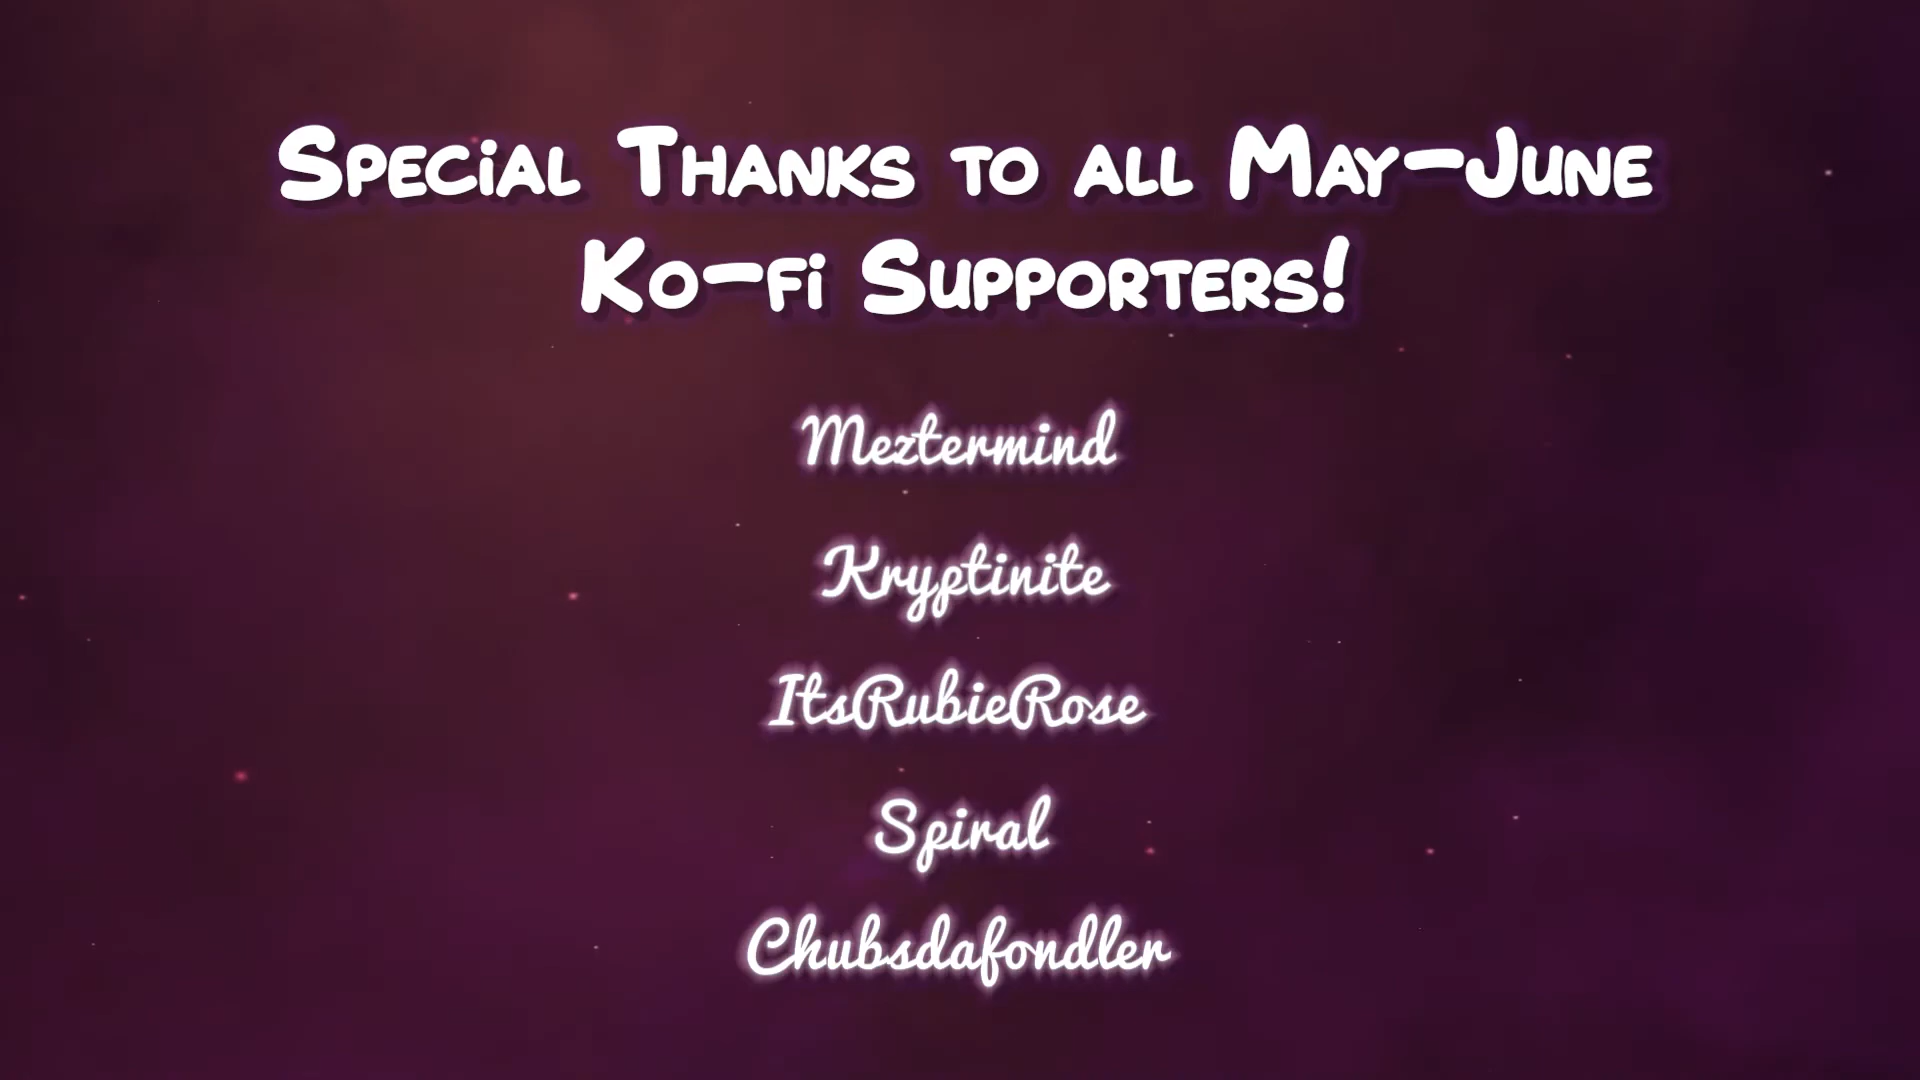 Special Thanks to all May-June
Ko-fi Supporters!
Meztermind
Kryptinite
ItsRubieRose
Spiral
Chubsdafondler